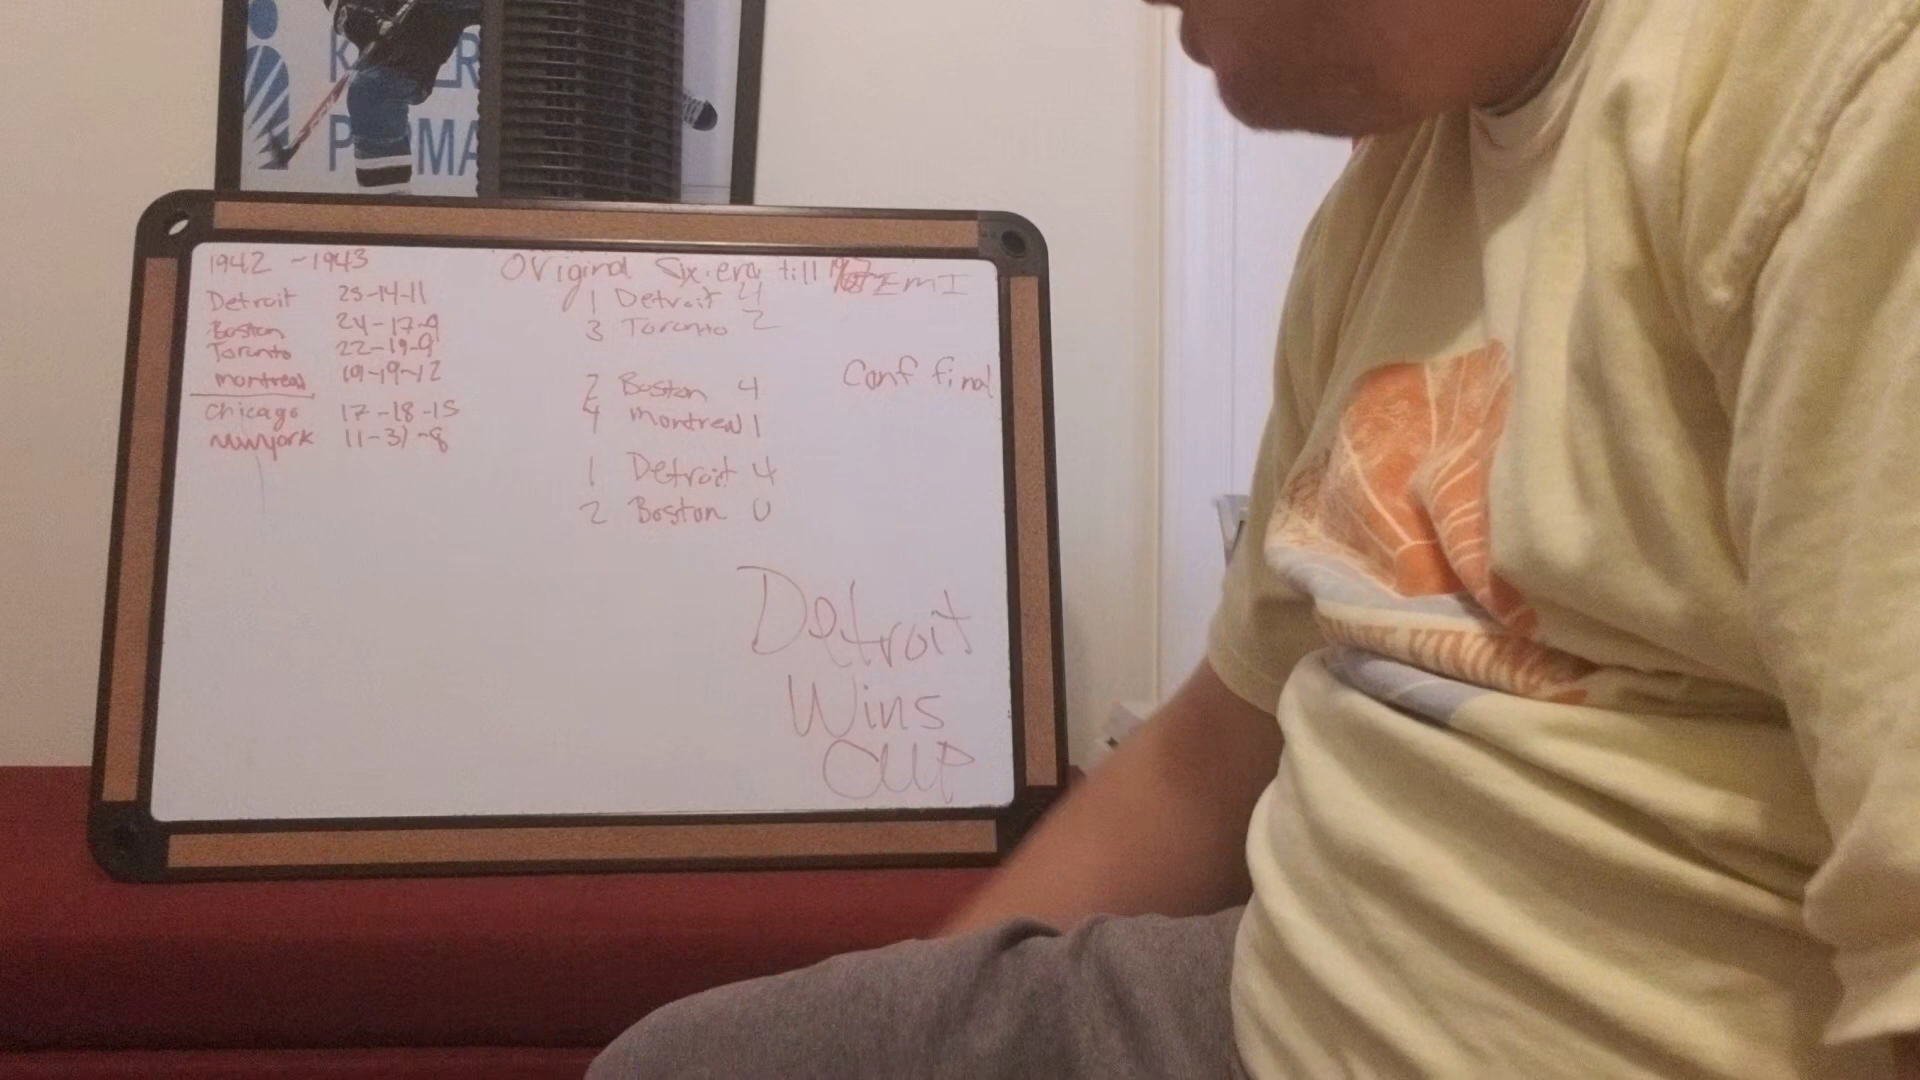 1942 -1943
Detroit 25-14-11
Boston 24-17-9
Toronto 22-19-9
montreal 19-19-12
Chicago 17-18-15
Newyork 11-31-8
Original Six era till 1967
1 Detroit 4
3 Toronto 2
2 Boston 4
4 montreal 1
Conf final
1 Detroit 4
2 Boston 0
Detroit
Wins
CUP